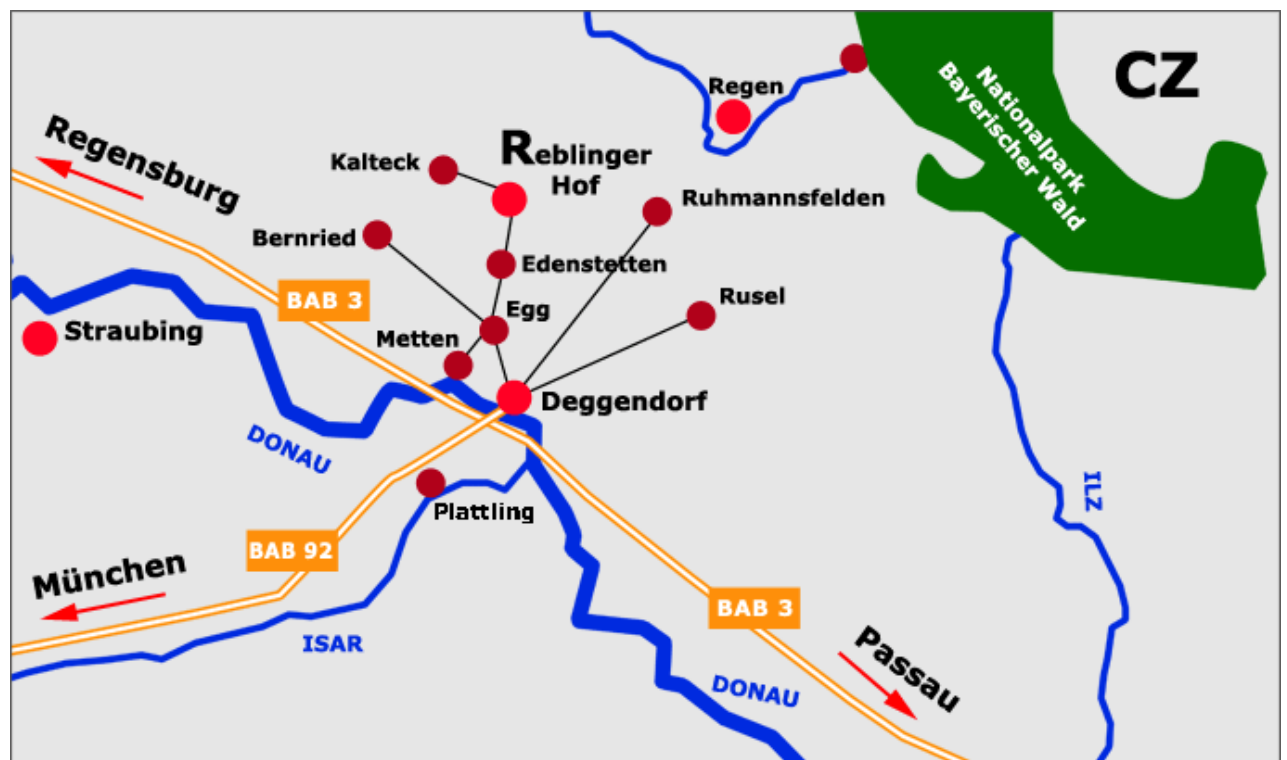 CZ
Nationalpark
Bayerischer Wald
Regen
Regensburg
Kalteck
Reblinger
Hof
Ruhmannsfelden
Bernried
Edenstetten
BAB 3
Egg
Rusel
Straubing
Metten
Deggendorf
DONAU
ILZ
Plattling
BAB 92
München
BAB 3
ISAR
Passau
DONAU